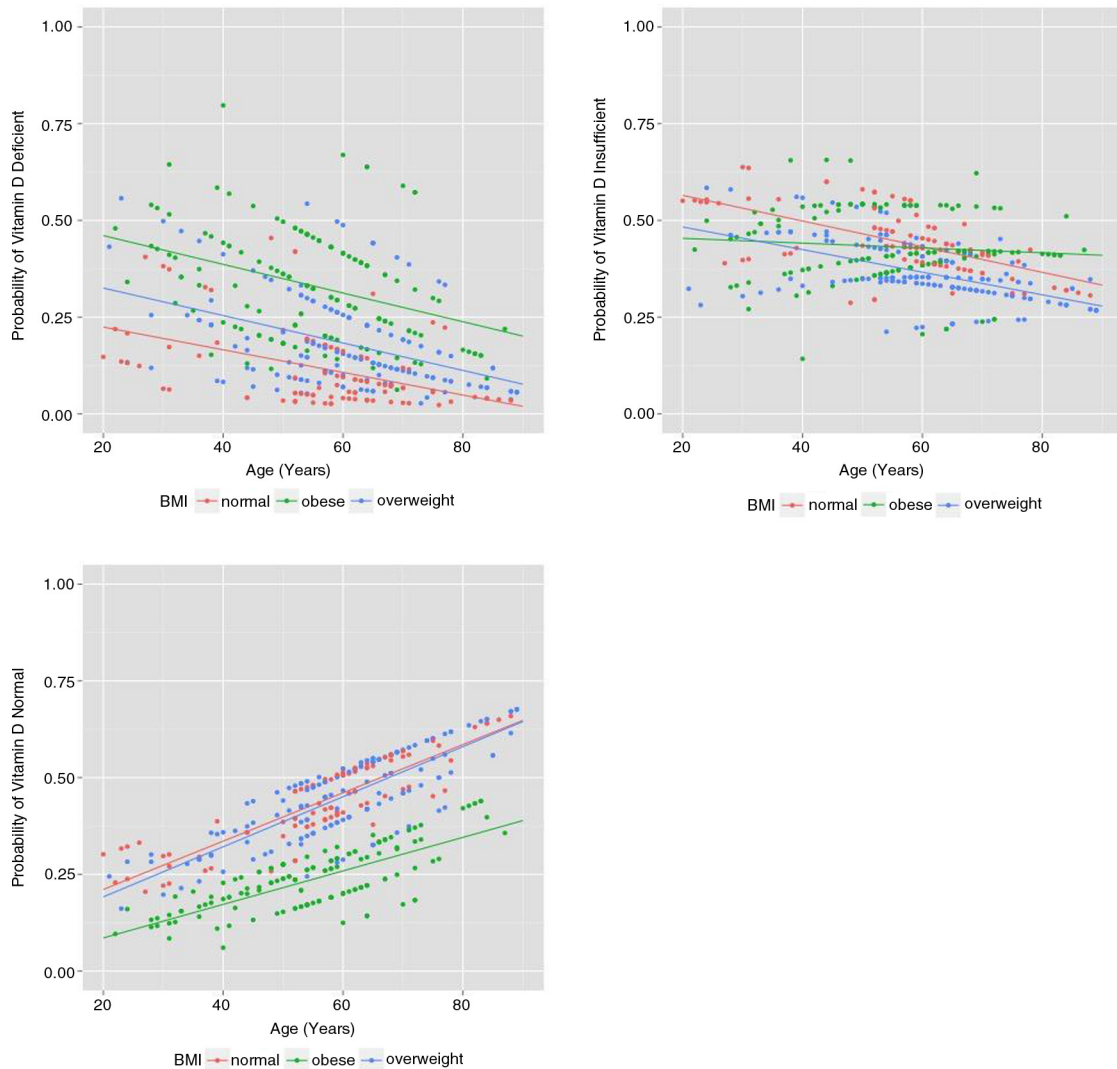 1.00
0.75
0.50
0.25
0.00
Probability of Vitamin D Deficient
20 40 60 80
Age (Years)
BMI normal obese overweight
1.00
0.75
0.50
0.25
0.00
Probability of Vitamin D Insufficient
20 40 60 80
Age (Years)
BMI normal obese overweight
1.00
0.75
0.50
0.25
0.00
Probability of Vitamin D Normal
20 40 60 80
Age (Years)
BMI normal obese overweight